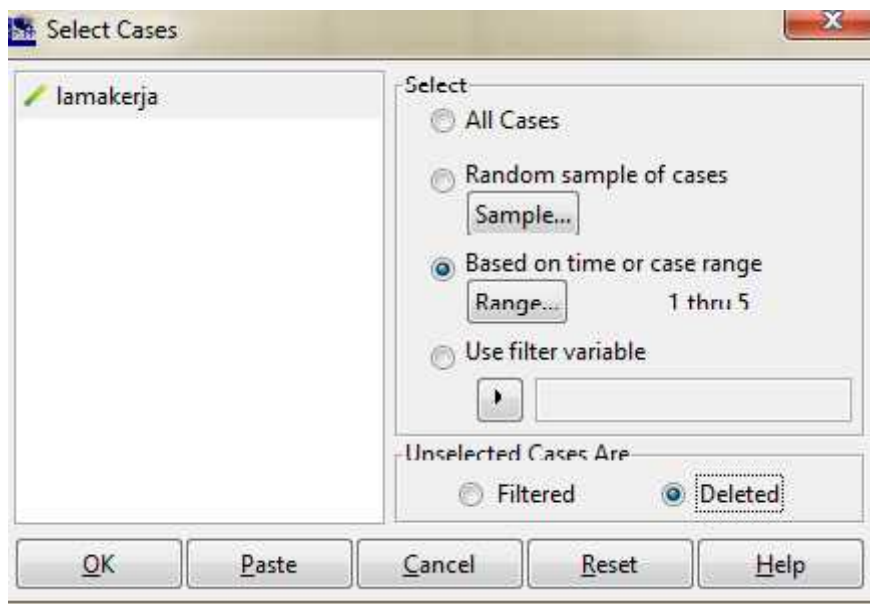 Select Cases
lamakerja
Select
All Cases
Random sample of cases
Sample...
Based on time or case range
Range... 1 thru 5
Use filter variable
Unselected Cases Are
Filtered Deleted
OK Paste Cancel Reset Help